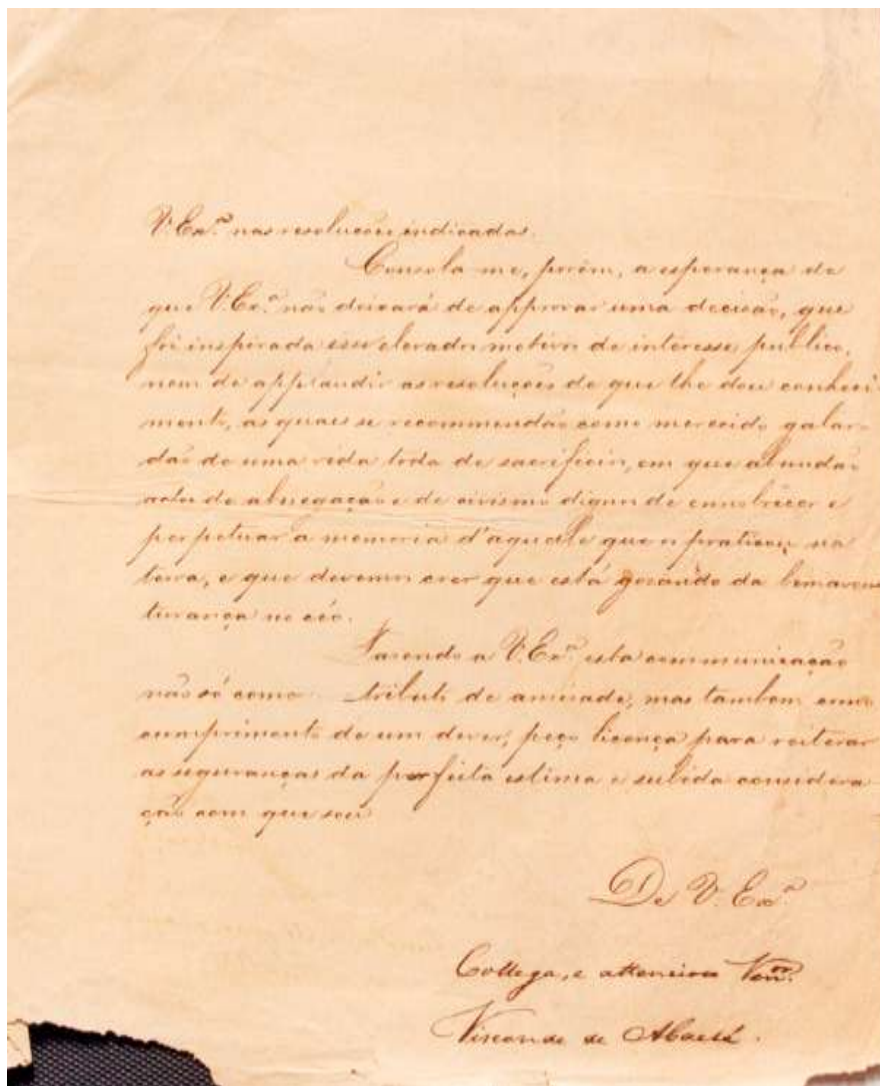 V. Ex.ª nas resoluções indicadas.
Consola-me, porém, a esperança de
que V. Ex.ª não deixará de approvar uma decisão, que
foi inspirada por elevados motivos de interesse publico,
nem de applaudir as resoluções de que lhe dou conheci-
mento, as quaes se recommendão como merecido galar-
dão de uma vida toda de sacrificios, em que abundão
actos de abnegação e de civismo dignos de ennobrecer e
perpetuar a memoria d'aquelle que os praticou na
terra, e que devemos crer que está gozando da bemaven-
turança no céo.
Fazendo a V. Ex.ª esta communicação
não só como tributo de amizade, mas tambem como
cumprimento de um dever, peço licença para reiterar
as seguranças da perfeita estima e subida considera-
ção com que sou
De V. Ex.ª
Collega, e attencioso Ven.or
Visconde de Abaeté.